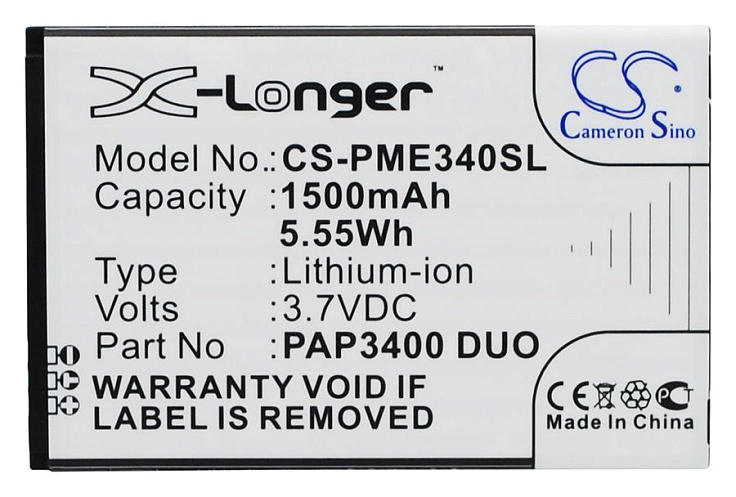 X-Longer™
CS®
Cameron Sino
Model No.: CS-PME340SL
Capacity : 1500mAh
5.55Wh
Type : Lithium-ion
Volts : 3.7VDC
Part No : PAP3400 DUO
WARRANTY VOID IF
LABEL IS REMOVED
CE PCT
Made In China
- C +